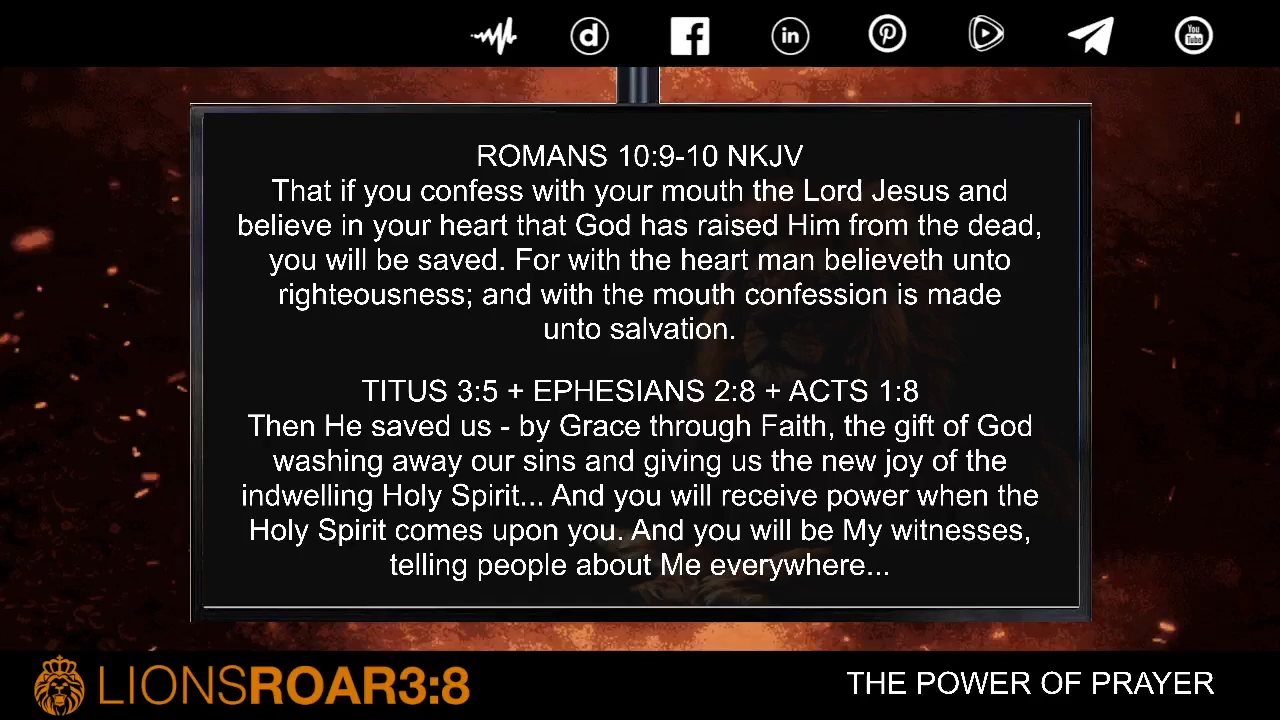 d
f
in
You
Tube
ROMANS 10:9-10 NKJV
That if you confess with your mouth the Lord Jesus and
believe in your heart that God has raised Him from the dead,
you will be saved. For with the heart man believeth unto
righteousness; and with the mouth confession is made
unto salvation.
TITUS 3:5 + EPHESIANS 2:8 + ACTS 1:8
Then He saved us - by Grace through Faith, the gift of God
washing away our sins and giving us the new joy of the
indwelling Holy Spirit... And you will receive power when the
Holy Spirit comes upon you. And you will be My witnesses,
telling people about Me everywhere...
LIONSROAR3:8
THE POWER OF PRAYER